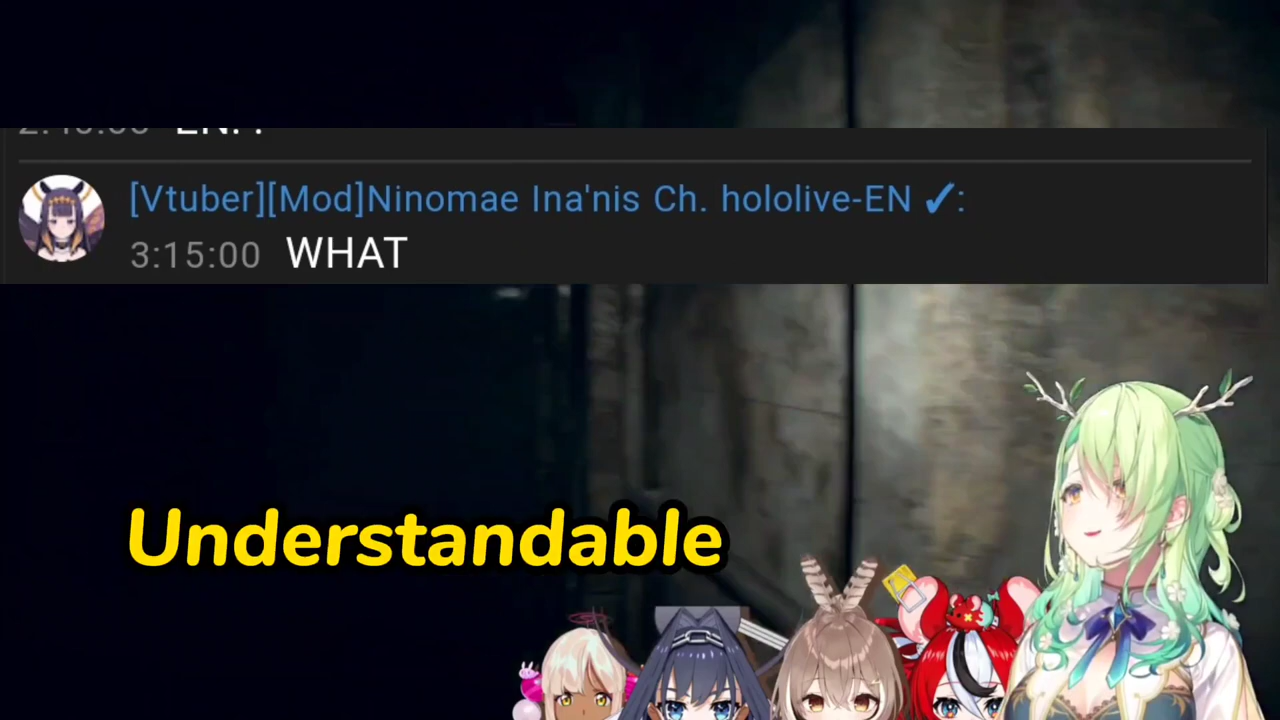 [Vtuber][Mod]Ninomae Ina'nis Ch. hololive-EN ✓:
3:15:00 WHAT
Understandable